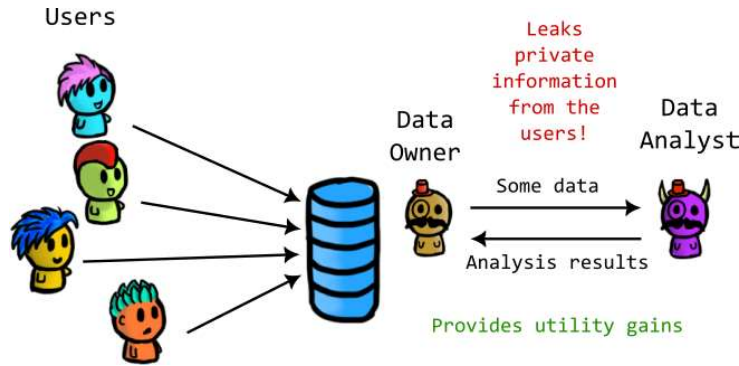 Users
Leaks
private
information
from the
users!
Data
Owner
Data
Analyst
Some data
Analysis results
Provides utility gains